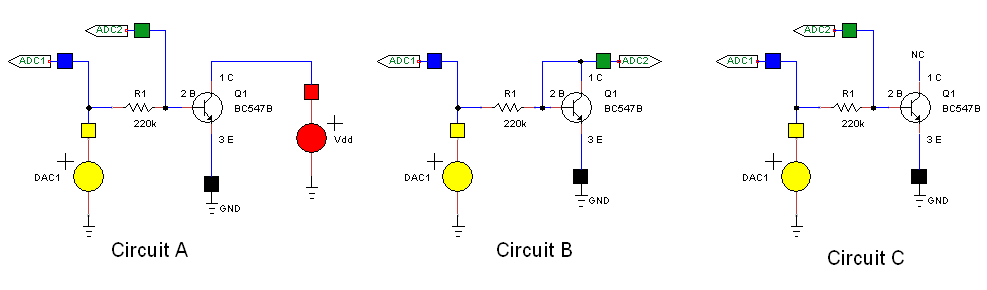 ADC2
ADC1
R1
220k
2 B
1 C
Q1
BC547B
3 E
DAC1
GND
Vdd
Circuit A
ADC1
ADC2
R1
220k
2 B
1 C
Q1
BC547B
3 E
DAC1
GND
Circuit B
ADC2
ADC1
NC
R1
220k
2 B
1 C
Q1
BC547B
3 E
DAC1
GND
Circuit C